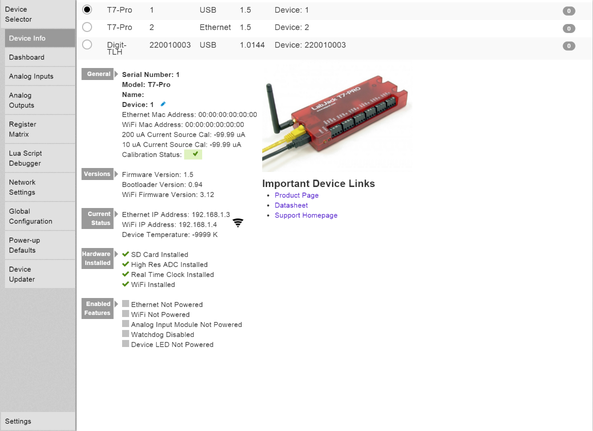 Device
Selector
Device Info
Dashboard
Analog Inputs
Analog
Outputs
Register
Matrix
Lua Script
Debugger
Network
Settings
Global
Configuration
Power-up
Defaults
Device
Updater
Settings
T7-Pro 1 USB 1.5 Device: 1 0
T7-Pro 2 Ethernet 1.5 Device: 2 0
Digit-
TLH 220010003 USB 1.0144 Device: 220010003 0
General
Serial Number: 1
Model: T7-Pro
Name:
Device: 1
Ethernet Mac Address: 00:00:00:00:00:00
WiFi Mac Address: 00:00:00:00:00:00
200 uA Current Source Cal: -99.99 uA
10 uA Current Source Cal: -99.99 uA
Calibration Status:
Versions
Firmware Version: 1.5
Bootloader Version: 0.94
WiFi Firmware Version: 3.12
Current
Status
Ethernet IP Address: 192.168.1.3
WiFi IP Address: 192.168.1.4
Device Temperature: -9999 K
Hardware
Installed
SD Card Installed
High Res ADC Installed
Real Time Clock Installed
WiFi Installed
Enabled
Features
Ethernet Not Powered
WiFi Not Powered
Analog Input Module Not Powered
Watchdog Disabled
Device LED Not Powered
LabJack T7-PRO
Important Device Links
Product Page
Datasheet
Support Homepage